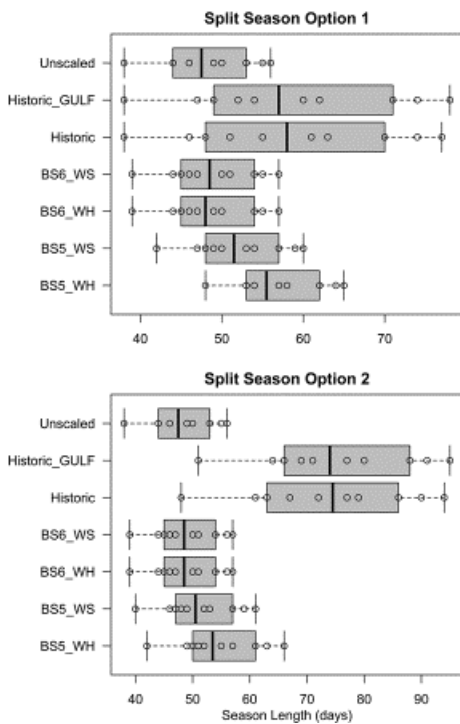 Split Season Option 1
Unscaled
Historic_GULF
Historic
BS6_WS
BS6_WH
BS5_WS
BS5_WH
40 50 60 70
Split Season Option 2
Unscaled
Historic_GULF
Historic
BS6_WS
BS6_WH
BS5_WS
BS5_WH
40 50 60 70 80 90
Season Length (days)